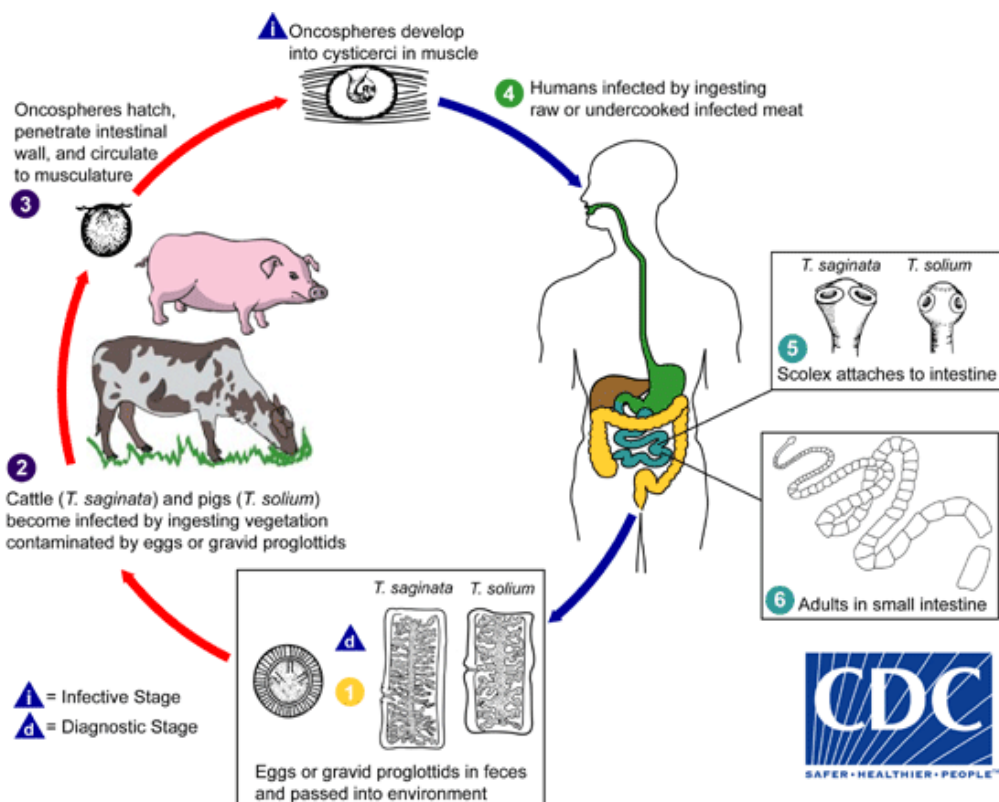 i
Oncospheres develop
into cysticerci in muscle
4
Humans infected by ingesting
raw or undercooked infected meat
Oncospheres hatch,
penetrate intestinal
wall, and circulate
to musculature
3
T. saginata
T. solium
5
Scolex attaches to intestine
2
Cattle (T. saginata) and pigs (T. solium)
become infected by ingesting vegetation
contaminated by eggs or gravid proglottids
6
Adults in small intestine
T. saginata
T. solium
d
1
Eggs or gravid proglottids in feces
and passed into environment
i = Infective Stage
d = Diagnostic Stage
CDC
SAFER•HEALTHIER•PEOPLE™